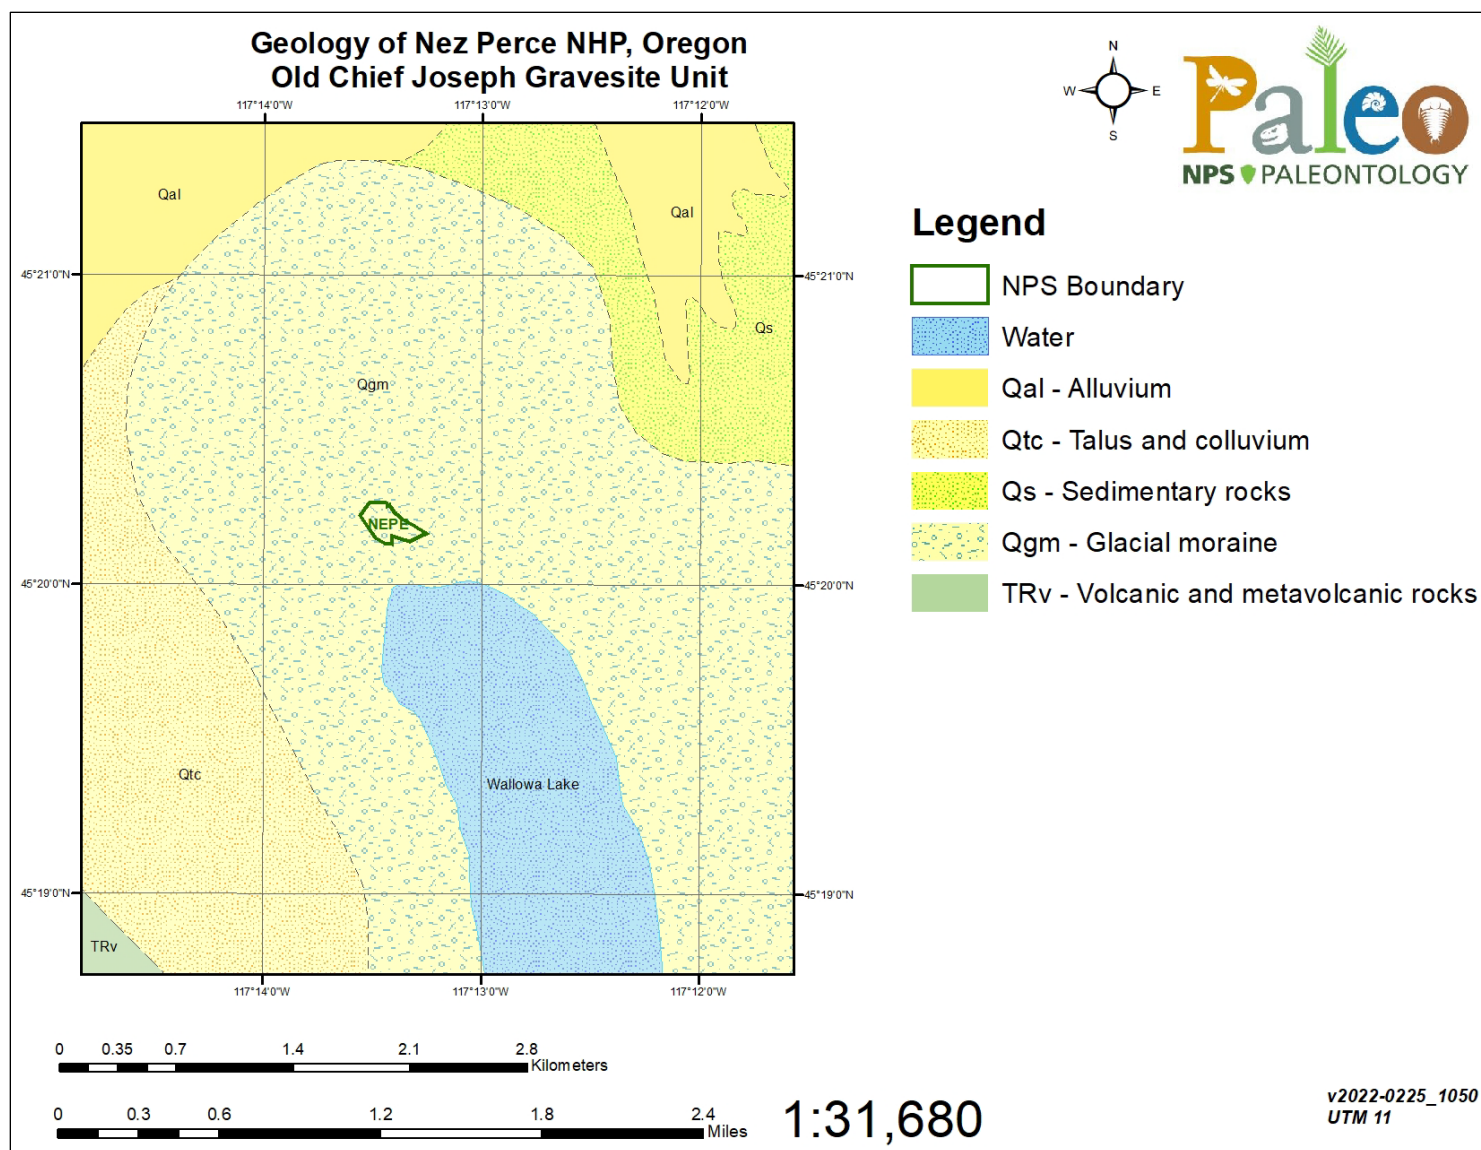 Geology of Nez Perce NHP, Oregon
Old Chief Joseph Gravesite Unit
117°14'0"W 117°13'0"W 117°12'0"W
N
W E
S
Paleo
NPS PALEONTOLOGY
Qal
Qal
45°21'0"N 45°21'0"N
Qs
Qgm
NEPE
45°20'0"N 45°20'0"N
Qtc
Wallowa Lake
45°19'0"N 45°19'0"N
TRv
117°14'0"W 117°13'0"W 117°12'0"W
Legend
NPS Boundary
Water
Qal - Alluvium
Qtc - Talus and colluvium
Qs - Sedimentary rocks
Qgm - Glacial moraine
TRv - Volcanic and metavolcanic rocks
0 0.35 0.7 1.4 2.1 2.8
Kilometers
0 0.3 0.6 1.2 1.8 2.4
Miles
1:31,680
v2022-0225_1050
UTM 11